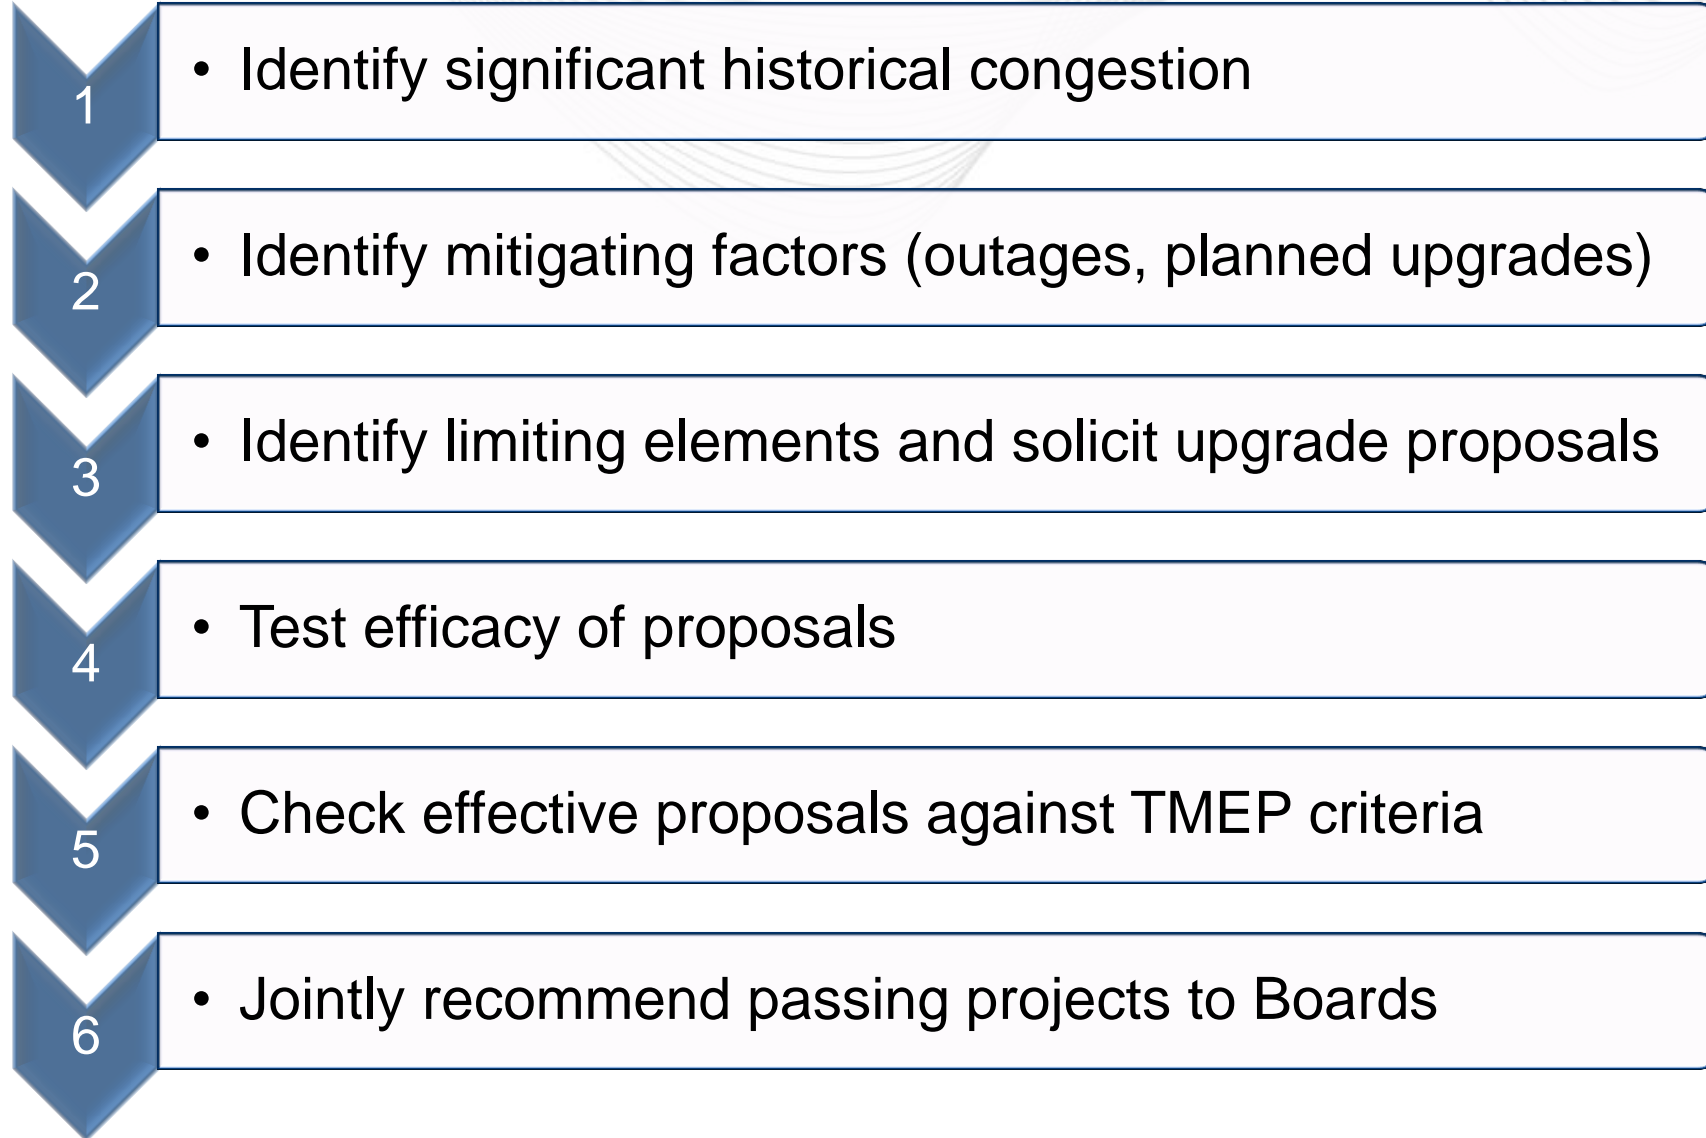 1
• Identify significant historical congestion
2
• Identify mitigating factors (outages, planned upgrades)
3
• Identify limiting elements and solicit upgrade proposals
4
• Test efficacy of proposals
5
• Check effective proposals against TMEP criteria
6
• Jointly recommend passing projects to Boards